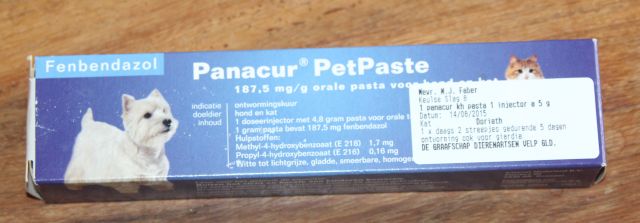 Fenbendazol
Panacur® PetPaste
187,5 mg/g orale pasta voor hond en kat
indicatie ontwormingskuur
doeldier hond en kat
inhoud 1 doseerinjector met 4,8 gram pasta voor orale
1 gram pasta bevat 187,5 mg fenbendazol
Hulpstoffen:
Methyl-4-hydroxybenzoaat (E 218) 1,7 mg
Propyl-4-hydroxybenzoaat (E 216) 0,16 mg
Witte tot lichtgrijze, gladde, smeerbare, homogene
Mevr. W.J. Faber
Keulse Slag 8
1 panacur kh pasta 1 injector a 5 g
Datum: 14/08/2015
Kat Doriath
1 x daags 2 streepjes gedurende 5 dagen
ontworming ook voor giardia
DE GRAAFSCHAP DIERENARTSEN VELP GLD.